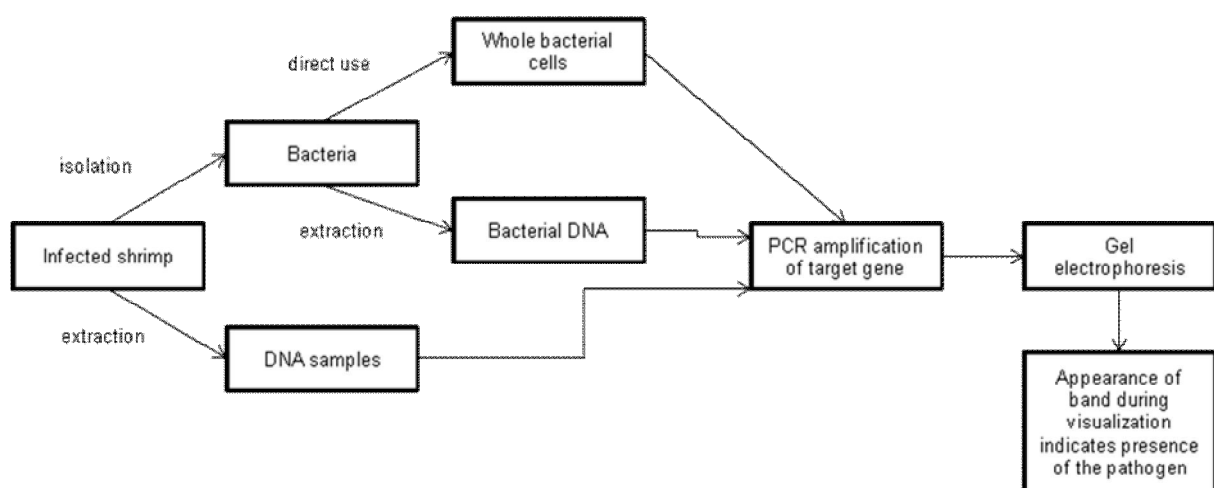 Whole bacterial
cells
direct use
isolation
Bacteria
extraction
Bacterial DNA
Infected shrimp
PCR amplification
of target gene
Gel
electrophoresis
extraction
DNA samples
Appearance of
band during
visualization
indicates presence
of the pathogen